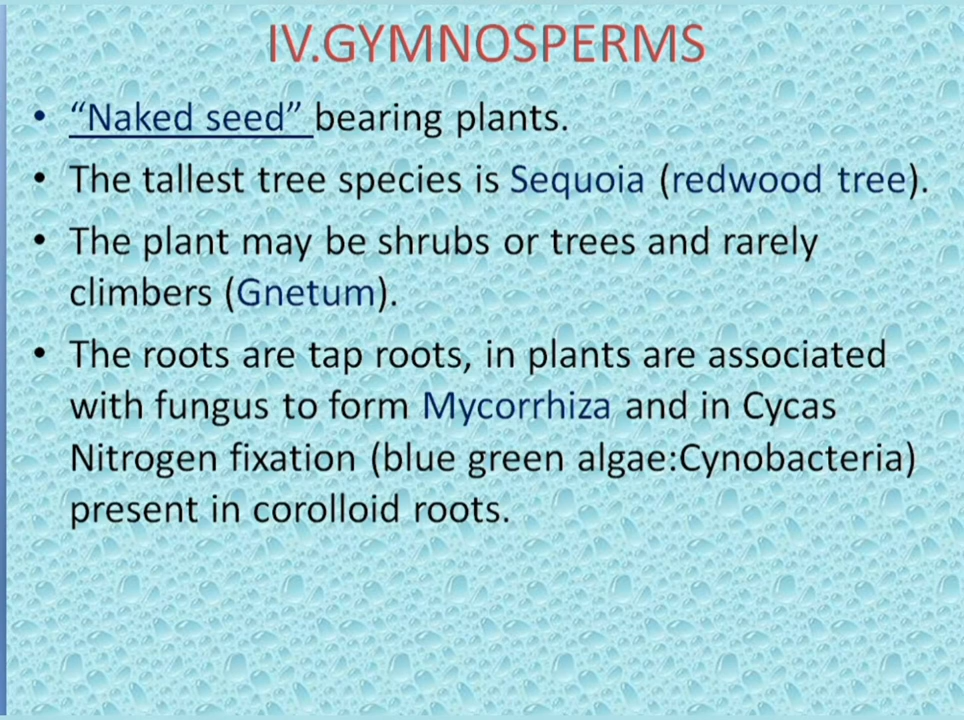 IV.GYMNOSPERMS
• “Naked seed” bearing plants.
• The tallest tree species is Sequoia (redwood tree).
• The plant may be shrubs or trees and rarely
climbers (Gnetum).
• The roots are tap roots, in plants are associated
with fungus to form Mycorrhiza and in Cycas
Nitrogen fixation (blue green algae:Cynobacteria)
present in corolloid roots.